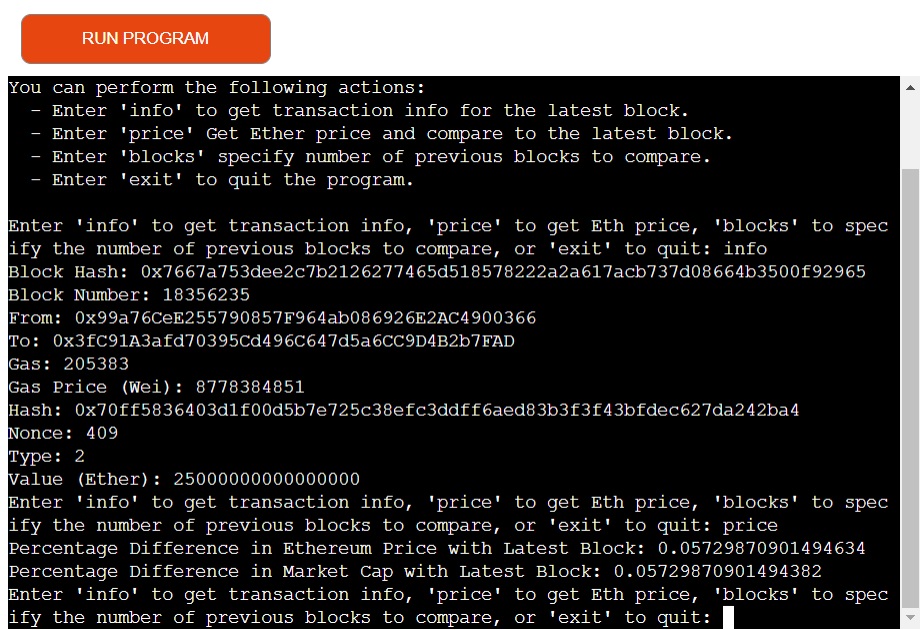 RUN PROGRAM
You can perform the following actions:
- Enter 'info' to get transaction info for the latest block.
- Enter 'price' Get Ether price and compare to the latest block.
- Enter 'blocks' specify number of previous blocks to compare.
- Enter 'exit' to quit the program.
Enter 'info' to get transaction info, 'price' to get Eth price, 'blocks' to spec
ify the number of previous blocks to compare, or 'exit' to quit: info
Block Hash: 0x7667a753dee2c7b2126277465d518578222a2a617acb737d08664b3500f92965
Block Number: 18356235
From: 0x99a76CeE255790857F964ab086926E2AC4900366
To: 0x3fC91A3afd70395Cd496C647d5a6CC9D4B2b7FAD
Gas: 205383
Gas Price (Wei): 8778384851
Hash: 0x70ff5836403d1f00d5b7e725c38efc3ddff6aed83b3f3f43bfdec627da242ba4
Nonce: 409
Type: 2
Value (Ether): 25000000000000000
Enter 'info' to get transaction info, 'price' to get Eth price, 'blocks' to spec
ify the number of previous blocks to compare, or 'exit' to quit: price
Percentage Difference in Ethereum Price with Latest Block: 0.05729870901494634
Percentage Difference in Market Cap with Latest Block: 0.05729870901494382
Enter 'info' to get transaction info, 'price' to get Eth price, 'blocks' to spec
ify the number of previous blocks to compare, or 'exit' to quit: